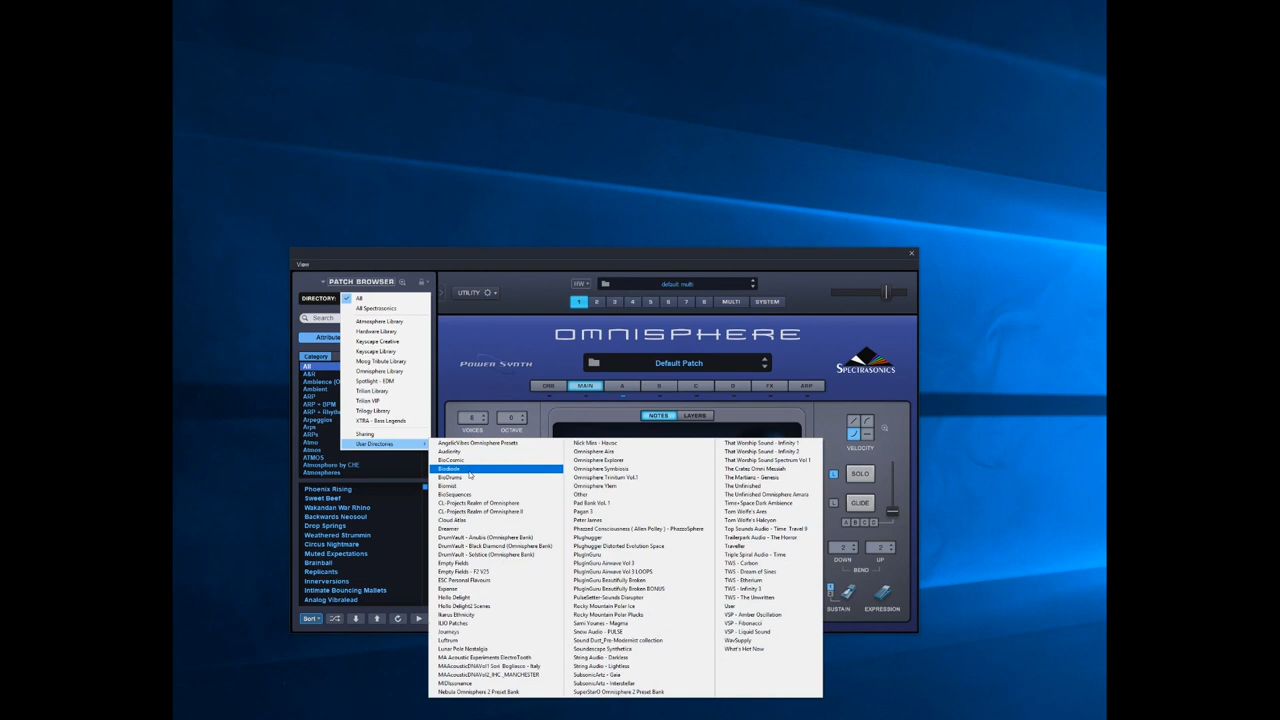 View
PATCH BROWSER
DIRECTORY:
Search
Category
All
A&R
Ambient
ARP
ARP + BPM
Arpeggios
Arps
ARPs
Atmo
Atmos
ATMOS
Atmosphere by CHE
Atmospheres
Phoenix Rising
Sweet Beef
Wakandan War Rhino
Backwards Neosoul
Drop Springs
Weathered Strummin
Circus Nightmare
Muted Expectations
Brainball
Replicants
Innerversions
Intimate Bouncing Mallets
Analog Vibralead
Sort
All
All Spectrasonics
Atmosphere Library
Hardware Library
Keyscape Creative
Keyscape Library
Moog Tribute Library
Omnisphere Library
Spotlight - EDM
Trilian Library
Trilian VIP
Trilogy Library
XTRA - Bass Legends
Sharing
User Directories
UTILITY
HW
default multi
1 2 3 4 5 6 7 8 MULTI SYSTEM
OMNISPHERE
POWER SYNTH
Default Patch
SPECTRASONICS
ORB MAIN A B C D FX ARP
8
VOICES
0
OCTAVE
NOTES LAYERS
VELOCITY
L SOLO
L GLIDE
A B C D
2
DOWN
2
UP
BEND
SUSTAIN
EXPRESSION
AngelicVibes Omnisphere Presets
Audiority
BioCosmic
Biodiode
BioDrums
Biomist
BioSequences
CL-Projects Realm of Omnisphere
CL-Projects Realm of Omnisphere II
Cloud Atlas
Dreamer
DrumVault - Anubis (Omnisphere Bank)
DrumVault - Black Diamond (Omnisphere Bank)
DrumVault - Solstice (Omnisphere Bank)
Empty Fields
Empty Fields - F2 V25
ESC Personal Flavours
Expanse
Hello Delight
Hello Delight2 Scenes
Ikarus Ethnicity
ILIO Patches
Journeys
Luftrum
Lunar Pole Nostalgia
MA Acoustic Experiments ElectroTooth
MAAcousticDNAVol1 Sori_Bogliasco - Italy
MAAcousticDNAVol2_IHC_MANCHESTER
MIDIssonance
Nebula Omnisphere 2 Preset Bank
Nick Mira - Havoc
Omnisphere Aira
Omnisphere Explorer
Omnisphere Symbiosis
Omnisphere Trinitum Vol.1
Omnisphere Ylem
Other
Pad Bank Vol. 1
Pagan 3
Peter James
Phazed Consciousness ( Allen Polley ) - PhazzoSphere
Plughugger
Plughugger Distorted Evolution Space
PluginGuru
PluginGuru Airwave Vol 3
PluginGuru Airwave Vol 3 LOOPS
PluginGuru Beautifully Broken
PluginGuru Beautifully Broken BONUS
PulseSetter-Sounds Disruptor
Rocky Mountain Polar Ice
Rocky Mountain Polar Plucks
Sami Younes - Magma
Snow Audio - PULSE
Sound Dust_Pre-Modernist collection
Soundescape Synthetica
String Audio - Darkless
String Audio - Lightless
SubsonicArtz - Gaia
SubsonicArtz - Interstellar
SuperStarO Omnisphere 2 Preset Bank
That Worship Sound - Infinity 1
That Worship Sound - Infinity 2
That Worship Sound Spectrum Vol 1
The Cratez Omni Messiah
The Martianz - Genesis
The Unfinished
The Unfinished Omnisphere Amara
Time+Space Dark Ambience
Tom Wolfe's Ares
Tom Wolfe's Halcyon
Top Sounds Audio - Time. Travel 9
Trailerpark Audio - The Horror
Traveller
Triple Spiral Audio - Time
TWS - Carbon
TWS - Dream of Sines
TWS - Etherium
TWS - Infinity 3
TWS - The Unwritten
User
VSP - Amber Oscillation
VSP - Fibonacci
VSP - Liquid Sound
WavSupply
What's Hot Now